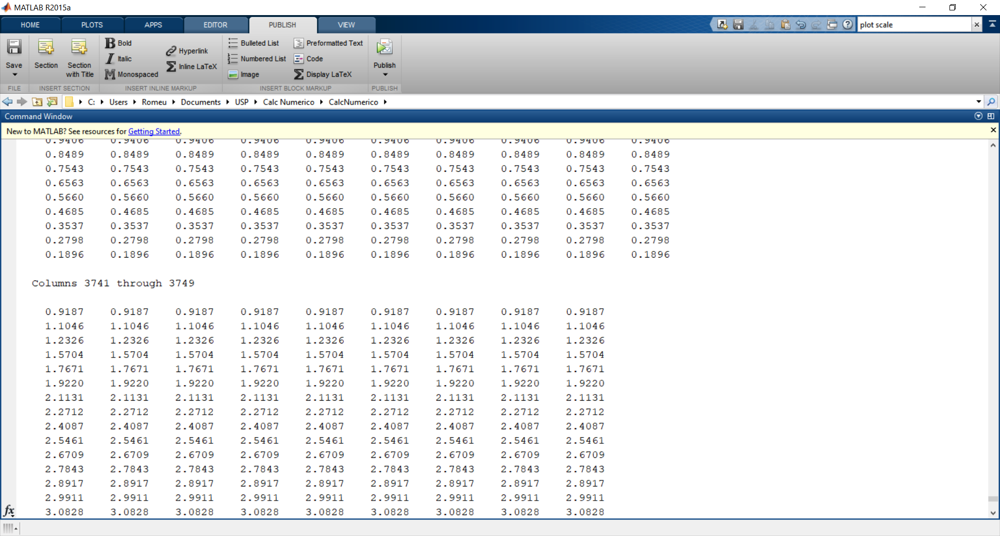 MATLAB R2015a
HOME PLOTS APPS EDITOR PUBLISH VIEW plot scale
Save Section Section with Title Bold Italic Monospaced Hyperlink Inline LaTeX Bulleted List Numbered List Image Preformatted Text Code Display LaTeX Publish
FILE INSERT SECTION INSERT INLINE MARKUP INSERT BLOCK MARKUP PUBLISH
C: Users Romeu Documents USP Calc Numerico CalcNumerico
Command Window
New to MATLAB? See resources for Getting Started.
0.9406 0.9406 0.9406 0.9406 0.9406 0.9406 0.9406 0.9406 0.9406 0.9406
0.8489 0.8489 0.8489 0.8489 0.8489 0.8489 0.8489 0.8489 0.8489 0.8489
0.7543 0.7543 0.7543 0.7543 0.7543 0.7543 0.7543 0.7543 0.7543 0.7543
0.6563 0.6563 0.6563 0.6563 0.6563 0.6563 0.6563 0.6563 0.6563 0.6563
0.5660 0.5660 0.5660 0.5660 0.5660 0.5660 0.5660 0.5660 0.5660 0.5660
0.4685 0.4685 0.4685 0.4685 0.4685 0.4685 0.4685 0.4685 0.4685 0.4685
0.3537 0.3537 0.3537 0.3537 0.3537 0.3537 0.3537 0.3537 0.3537 0.3537
0.2798 0.2798 0.2798 0.2798 0.2798 0.2798 0.2798 0.2798 0.2798 0.2798
0.1896 0.1896 0.1896 0.1896 0.1896 0.1896 0.1896 0.1896 0.1896 0.1896
Columns 3741 through 3749
0.9187 0.9187 0.9187 0.9187 0.9187 0.9187 0.9187 0.9187 0.9187
1.1046 1.1046 1.1046 1.1046 1.1046 1.1046 1.1046 1.1046 1.1046
1.2326 1.2326 1.2326 1.2326 1.2326 1.2326 1.2326 1.2326 1.2326
1.5704 1.5704 1.5704 1.5704 1.5704 1.5704 1.5704 1.5704 1.5704
1.7671 1.7671 1.7671 1.7671 1.7671 1.7671 1.7671 1.7671 1.7671
1.9220 1.9220 1.9220 1.9220 1.9220 1.9220 1.9220 1.9220 1.9220
2.1131 2.1131 2.1131 2.1131 2.1131 2.1131 2.1131 2.1131 2.1131
2.2712 2.2712 2.2712 2.2712 2.2712 2.2712 2.2712 2.2712 2.2712
2.4087 2.4087 2.4087 2.4087 2.4087 2.4087 2.4087 2.4087 2.4087
2.5461 2.5461 2.5461 2.5461 2.5461 2.5461 2.5461 2.5461 2.5461
2.6709 2.6709 2.6709 2.6709 2.6709 2.6709 2.6709 2.6709 2.6709
2.7843 2.7843 2.7843 2.7843 2.7843 2.7843 2.7843 2.7843 2.7843
2.8917 2.8917 2.8917 2.8917 2.8917 2.8917 2.8917 2.8917 2.8917
2.9911 2.9911 2.9911 2.9911 2.9911 2.9911 2.9911 2.9911 2.9911
fx 3.0828 3.0828 3.0828 3.0828 3.0828 3.0828 3.0828 3.0828 3.0828